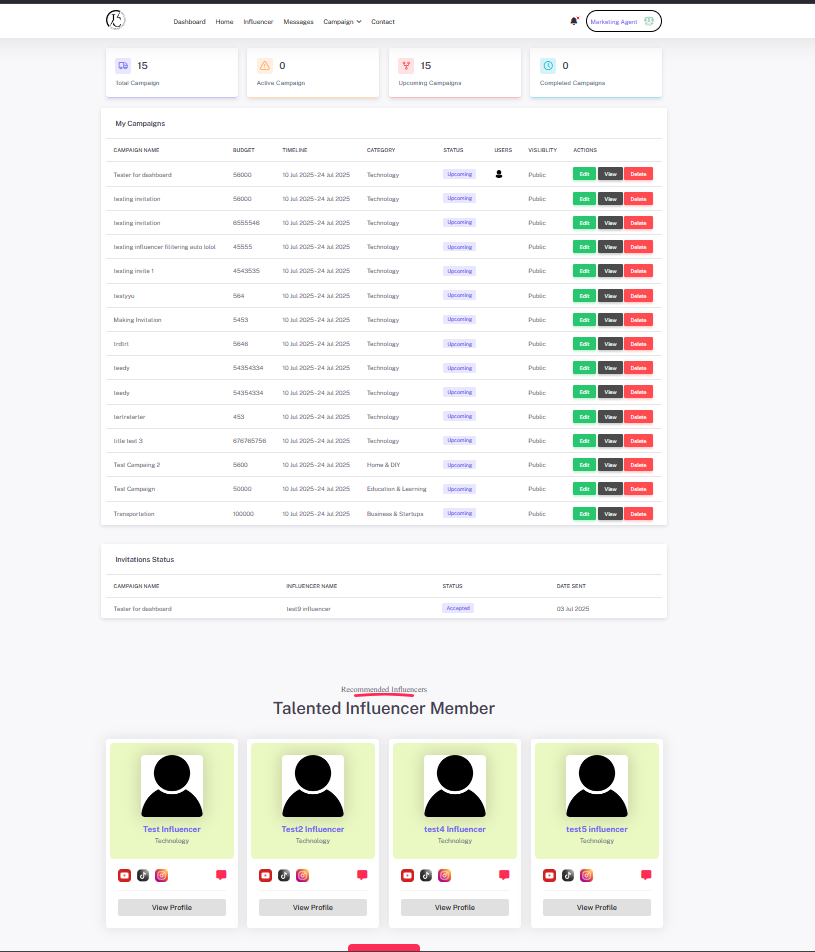 Dashboard Home Influencer Messages Campaign Contact Marketing Agent
15 0 15 0
Total Campaign Active Campaign Upcoming Campaigns Completed Campaigns
My Campaigns
CAMPAIGN NAME BUDGET TIMELINE CATEGORY STATUS USERS VISLIBLITY ACTIONS
Tester for dashboard 56000 10 Jul 2025-24 Jul 2025 Technology Upcoming Public Edit View Delete
testing invitation 56000 10 Jul 2025-24 Jul 2025 Technology Upcoming Public Edit View Delete
testing invitation 6555546 10 Jul 2025-24 Jul 2025 Technology Upcoming Public Edit View Delete
testing influencer filitering auto lolol 45555 10 Jul 2025-24 Jul 2025 Technology Upcoming Public Edit View Delete
testing invite 1 4543535 10 Jul 2025-24 Jul 2025 Technology Upcoming Public Edit View Delete
testyyu 564 10 Jul 2025-24 Jul 2025 Technology Upcoming Public Edit View Delete
Making Invitation 5453 10 Jul 2025-24 Jul 2025 Technology Upcoming Public Edit View Delete
5646 10 Jul 2025-24 Jul 2025 Technology Upcoming Public Edit View Delete
teedy 54354334 10 Jul 2025-24 Jul 2025 Technology Upcoming Public Edit View Delete
teedy 54354334 10 Jul 2025-24 Jul 2025 Technology Upcoming Public Edit View Delete
453 10 Jul 2025-24 Jul 2025 Technology Upcoming Public Edit View Delete
title test 3 676765756 10 Jul 2025-24 Jul 2025 Technology Upcoming Public Edit View Delete
Test Campaing 2 5600 10 Jul 2025-24 Jul 2025 Home & DIY Upcoming Public Edit View Delete
Test Campaign 50000 10 Jul 2025-24 Jul 2025 Education & Learning Upcoming Public Edit View Delete
Transportation 100000 10 Jul 2025-24 Jul 2025 Business & Startups Upcoming Public Edit View Delete
Invitations Status
CAMPAIGN NAME INFLUENCER NAME STATUS DATE SENT
Tester for dashboard test9 influencer Accepted 03 Jul 2025
Recommended Influencers
Talented Influencer Member
Test Influencer Test2 Influencer test4 Influencer test5 influencer
Technology Technology Technology Technology
View Profile View Profile View Profile View Profile